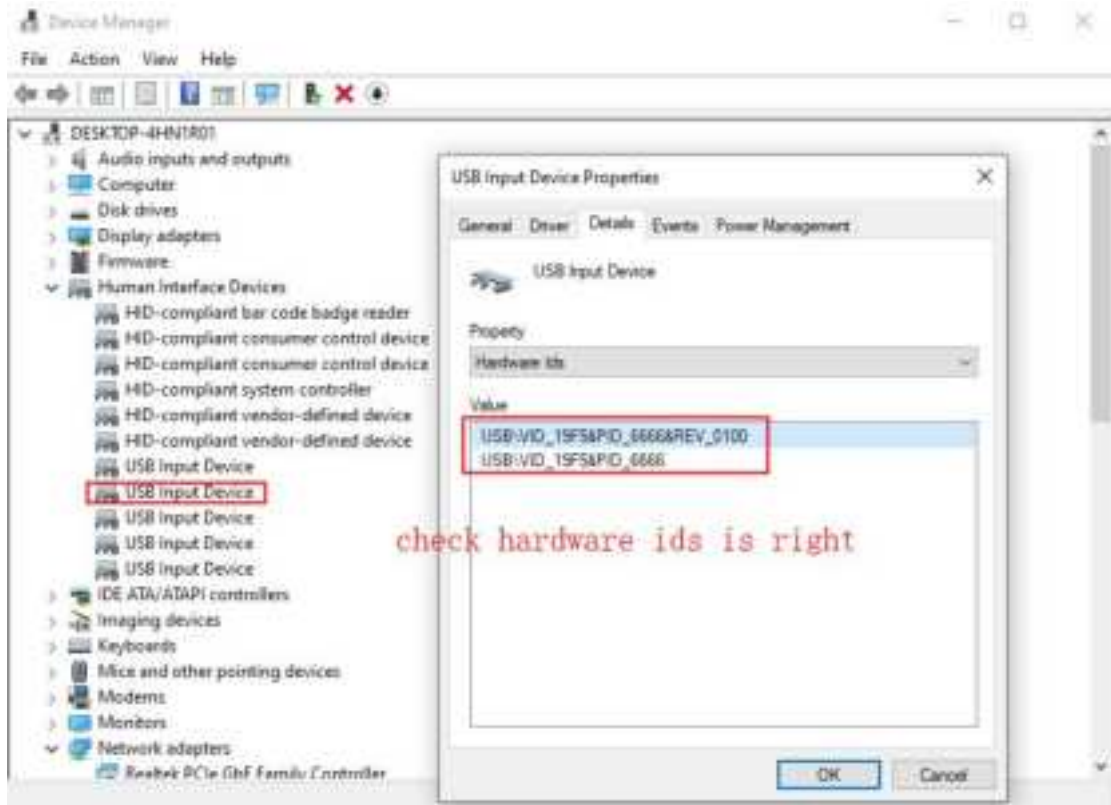 Device Manager
File Action View Help
DESKTOP-4HN1R01
Audio inputs and outputs
Computer
Disk drives
Display adapters
Firmware
Human Interface Devices
HID-compliant bar code badge reader
HID-compliant consumer control device
HID-compliant consumer control device
HID-compliant system controller
HID-compliant vendor-defined device
HID-compliant vendor-defined device
USB Input Device
USB Input Device
USB Input Device
USB Input Device
USB Input Device
IDE ATA/ATAPI controllers
Imaging devices
Keyboards
Mice and other pointing devices
Modems
Monitors
Network adapters
Realtek PCIe GbE Family Controller
USB Input Device Properties
General Driver Details Events Power Management
USB Input Device
Property
Hardware Ids
Value
USB\VID_19F5&PID_6666&REV_0100
USB\VID_19F5&PID_6666
check hardware ids is right
OK Cancel